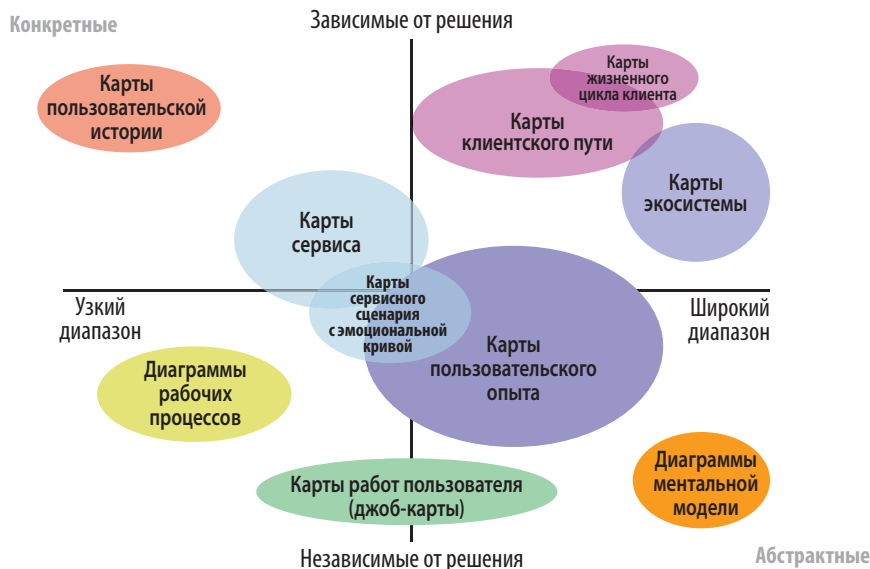 Конкретные
Зависимые от решения
Карты
жизненного
цикла клиента
Карты
пользовательской
истории
Карты
клиентского пути
Карты
экосистемы
Карты
сервиса
Карты
сервисного
сценария
с эмоциональной
кривой
Узкий
диапазон
Широкий
диапазон
Карты
пользовательского
опыта
Диаграммы
рабочих
процессов
Карты работ пользователя
(джоб-карты)
Диаграммы
ментальной
модели
Независимые от решения
Абстрактные